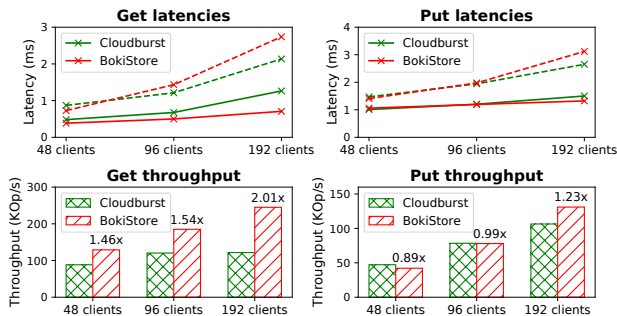 Get latencies
Latency (ms)
3
2
1
0
Cloudburst
BokiStore
48 clients
96 clients
192 clients
Put latencies
Latency (ms)
4
3
2
1
0
Cloudburst
BokiStore
48 clients
96 clients
192 clients
Get throughput
Throughput (KOp/s)
300
200
100
0
Cloudburst
BokiStore
1.46x
1.54x
2.01x
48 clients
96 clients
192 clients
Put throughput
Throughput (KOp/s)
150
100
50
0
Cloudburst
BokiStore
0.89x
0.99x
1.23x
48 clients
96 clients
192 clients